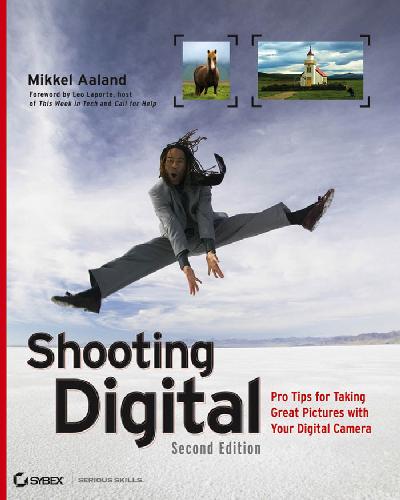 Mikkel Aaland
Foreword by Leo Laporte, host
of This Week in Tech and Call for Help
Shooting
Digital
Second Edition
Pro Tips for Taking
Great Pictures with
Your Digital Camera
SYBEX
SERIOUS SKILLS.